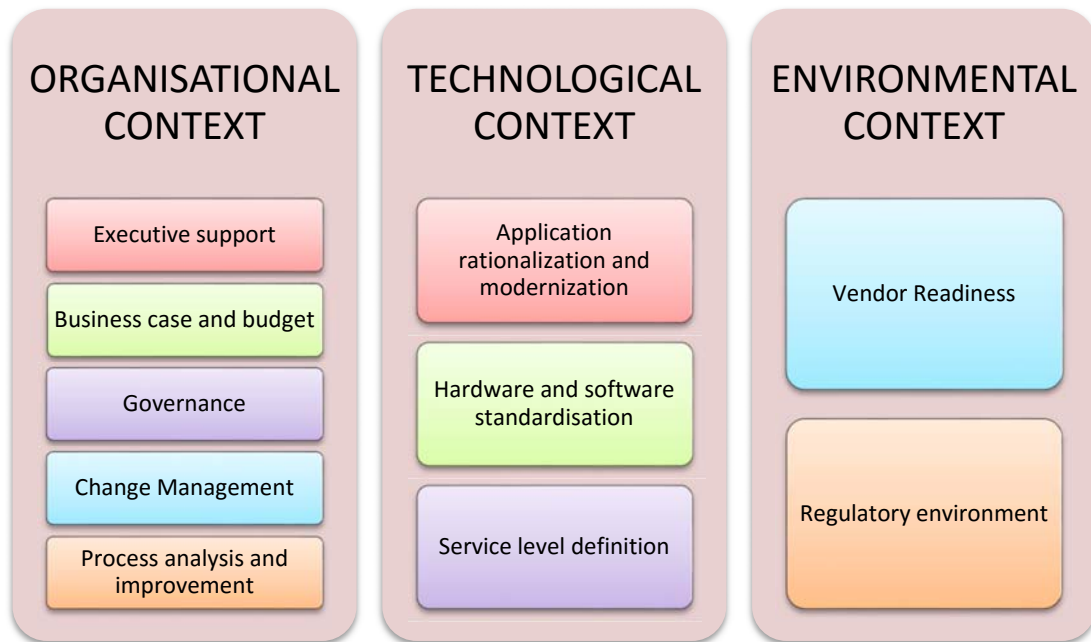 ORGANISATIONAL
CONTEXT
Executive support
Business case and budget
Governance
Change Management
Process analysis and
improvement
TECHNOLOGICAL
CONTEXT
Application
rationalization and
modernization
Hardware and software
standardisation
Service level definition
ENVIRONMENTAL
CONTEXT
Vendor Readiness
Regulatory environment